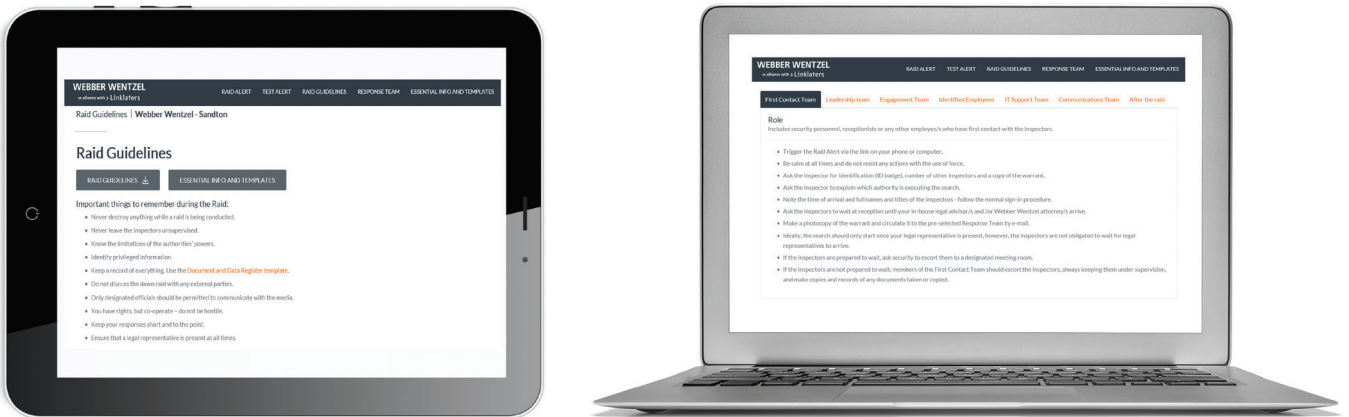 WEBBER WENTZEL
in alliance with > Linklaters
RAID ALERT TEST ALERT RAID GUIDELINES RESPONSE TEAM ESSENTIAL INFO AND TEMPLATES
Raid Guidelines | Webber Wentzel - Sandton
Raid Guidelines
RAID GUIDELINES ESSENTIAL INFO AND TEMPLATES
Important things to remember during the Raid:
• Never destroy anything while a raid is being conducted.
• Never leave the inspectors unsupervised.
• Know the limitations of the authorities' powers.
• Identify privileged information.
• Keep a record of everything. Use the Document and Data Register template.
• Do not discuss the dawn raid with any external parties.
• Only designated officials should be permitted to communicate with the media.
• You have rights, but co-operate – do not be hostile.
• Keep your responses short and to the point.
• Ensure that a legal representative is present at all times.
WEBBER WENTZEL
in alliance with > Linklaters
RAID ALERT TEST ALERT RAID GUIDELINES RESPONSE TEAM ESSENTIAL INFO AND TEMPLATES
First Contact Team Leadership team Engagement Team Identified Employees IT Support Team Communications Team After the raid
Role
Includes security personnel, receptionists or any other employee/s who have first contact with the inspectors.
• Trigger the Raid Alert via the link on your phone or computer.
• Be calm at all times and do not resist any actions with the use of force.
• Ask the inspector for identification (ID badge), number of other inspectors and a copy of the warrant.
• Ask the inspector to explain which authority is executing the search.
• Note the time of arrival and full names and titles of the inspectors - follow the normal sign-in procedure.
• Ask the inspectors to wait at reception until your in-house legal adviser/s and /or Webber Wentzel attorney/s arrive.
• Make a photocopy of the warrant and circulate it to the pre-selected Response Team by e-mail.
• Ideally, the search should only start once your legal representative is present, however, the inspectors are not obligated to wait for legal
representatives to arrive.
• If the inspectors are prepared to wait, ask security to escort them to a designated meeting room.
• If the inspectors are not prepared to wait, members of the First Contact Team should escort the inspectors, always keeping them under supervision,
and make copies and records of any documents taken or copied.